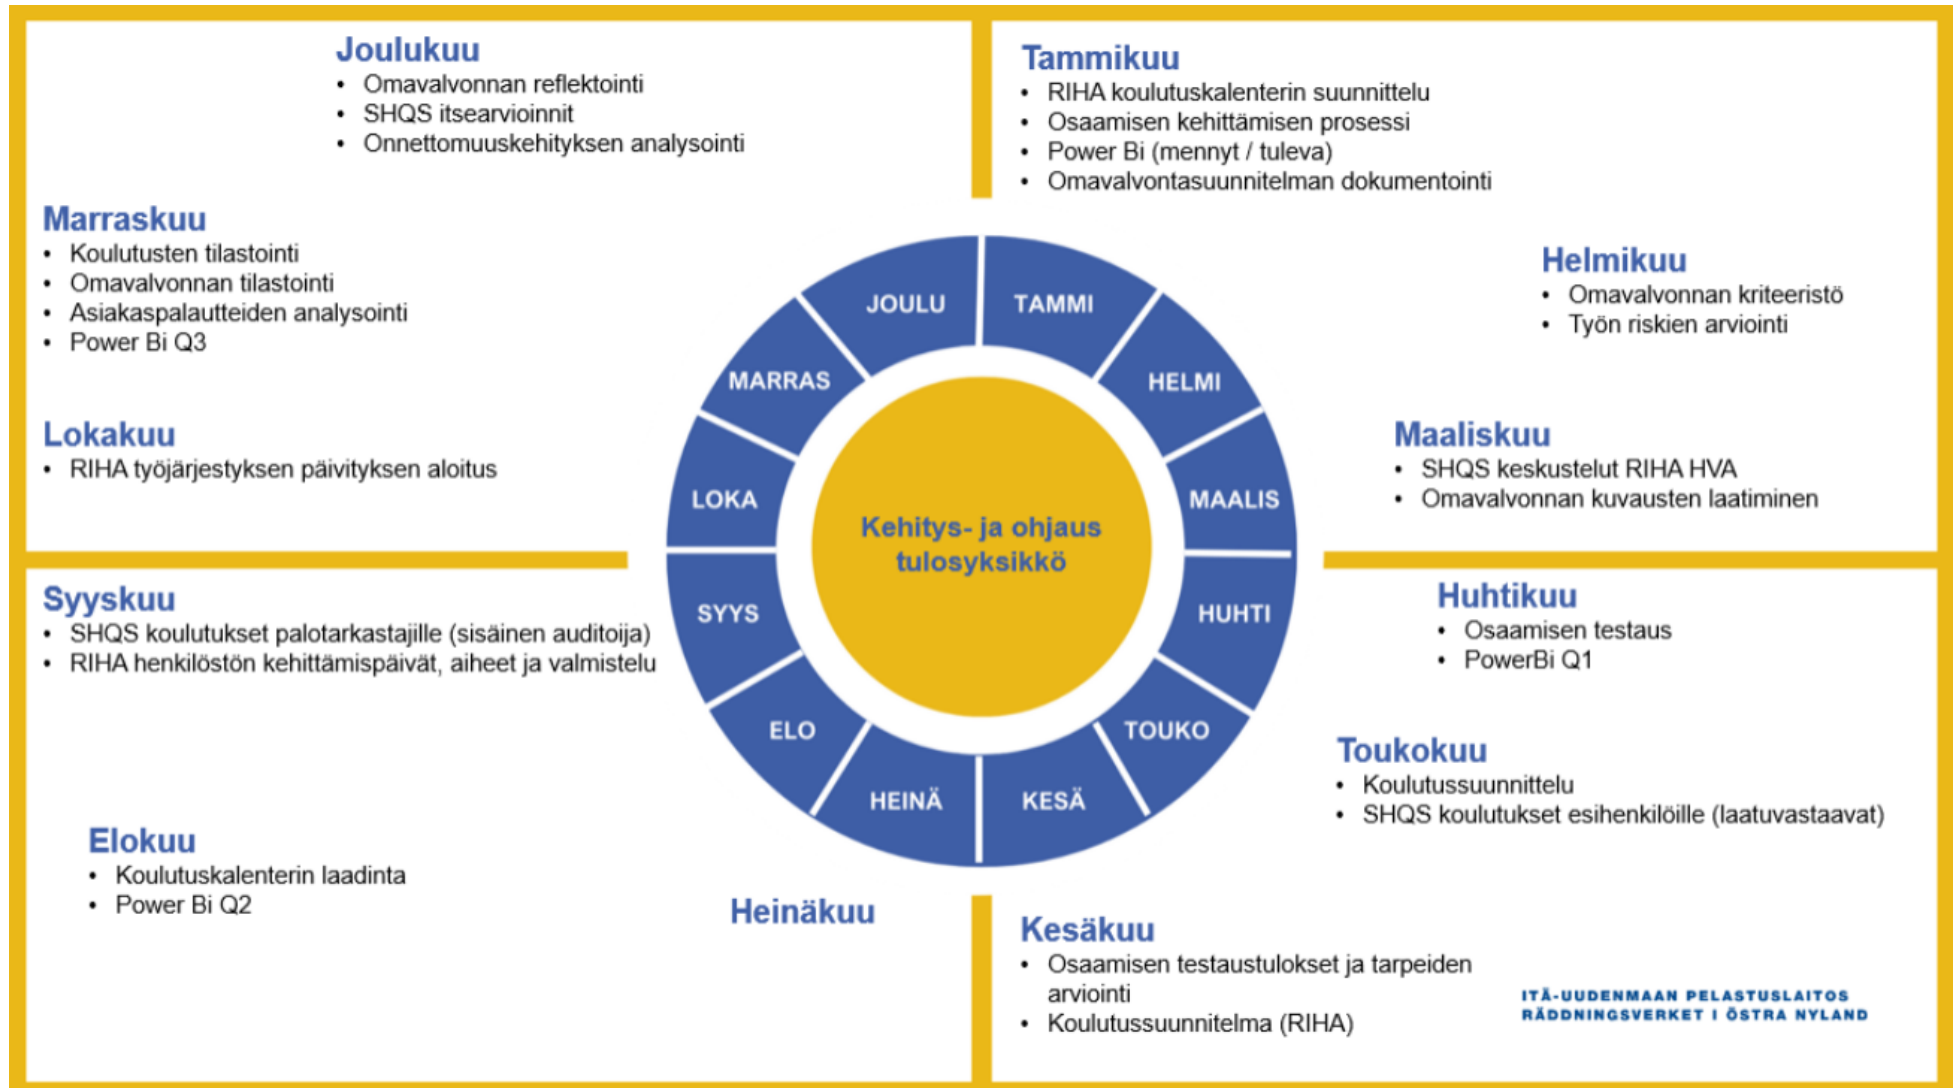 Joulukuu
• Omavalvonnan reflektointi
• SHQS itsearvioinnit
• Onnettomuuskehityksen analysointi
Tammikuu
• RIHA koulutuskalenterin suunnittelu
• Osaamisen kehittämisen prosessi
• Power Bi (mennyt / tuleva)
• Omavalvontasuunnitelman dokumentointi
Marraskuu
• Koulutusten tilastointi
• Omavalvonnan tilastointi
• Asiakaspalautteiden analysointi
• Power Bi Q3
Helmikuu
• Omavalvonnan kriteeristö
• Työn riskien arviointi
Lokakuu
• RIHA työjärjestyksen päivityksen aloitus
Maaliskuu
• SHQS keskustelut RIHA HVA
• Omavalvonnan kuvausten laatiminen
JOULU
TAMMI
HELMI
MAALIS
HUHTI
TOUKO
KESÄ
HEINÄ
ELO
SYYS
LOKA
MARRAS
Kehitys- ja ohjaus
tulosyksikkö
Syyskuu
• SHQS koulutukset palotarkastajille (sisäinen auditoija)
• RIHA henkilöstön kehittämispäivät, aiheet ja valmistelu
Huhtikuu
• Osaamisen testaus
• PowerBi Q1
Toukokuu
• Koulutussuunnittelu
• SHQS koulutukset esihenkilöille (laatuvastaavat)
Elokuu
• Koulutuskalenterin laadinta
• Power Bi Q2
Heinäkuu
Kesäkuu
• Osaamisen testaustulokset ja tarpeiden
arviointi
• Koulutussuunnitelma (RIHA)
ITÄ-UUDENMAAN PELASTUSLAITOS
RÄDDNINGSVERKET I ÖSTRA NYLAND